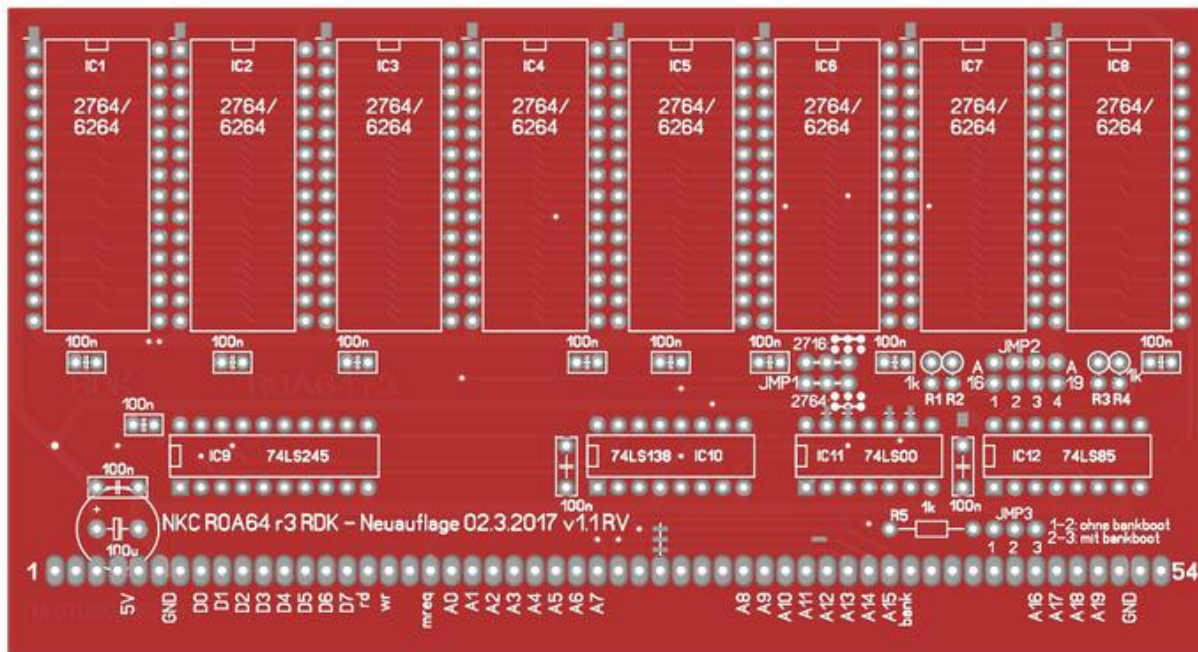 IC1 IC2 IC3 IC4 IC5 IC6 IC7 IC8
2764/ 2764/ 2764/ 2764/ 2764/ 2764/ 2764/ 2764/
6264 6264 6264 6264 6264 6264 6264 6264
100n 100n 100n 100n 100n 100n 2716 100n JMP2 100n
RDK ROA64r3 JMP1 1k A A 1k
2764 R1 R2 16 19 R3 R4
1 2 3 4
100n
IC9 74LS245 74LS138 IC10 IC11 74LS00 IC12 74LS85
100n 100n 100n
+
NKC ROA64 r3 RDK – Neuauflage 02.3.2017 v1.1 RV
100u
R5 1k JMP3 1-2: ohne bankboot
1 2 3 2-3: mit bankboot
1 54
5V GND D0 D1 D2 D3 D4 D5 D6 D7 rd wr mreq A0 A1 A2 A3 A4 A5 A6 A7 A8 A9 A10 A11 A12 A13 A14 A15 bank A16 A17 A18 A19 GND